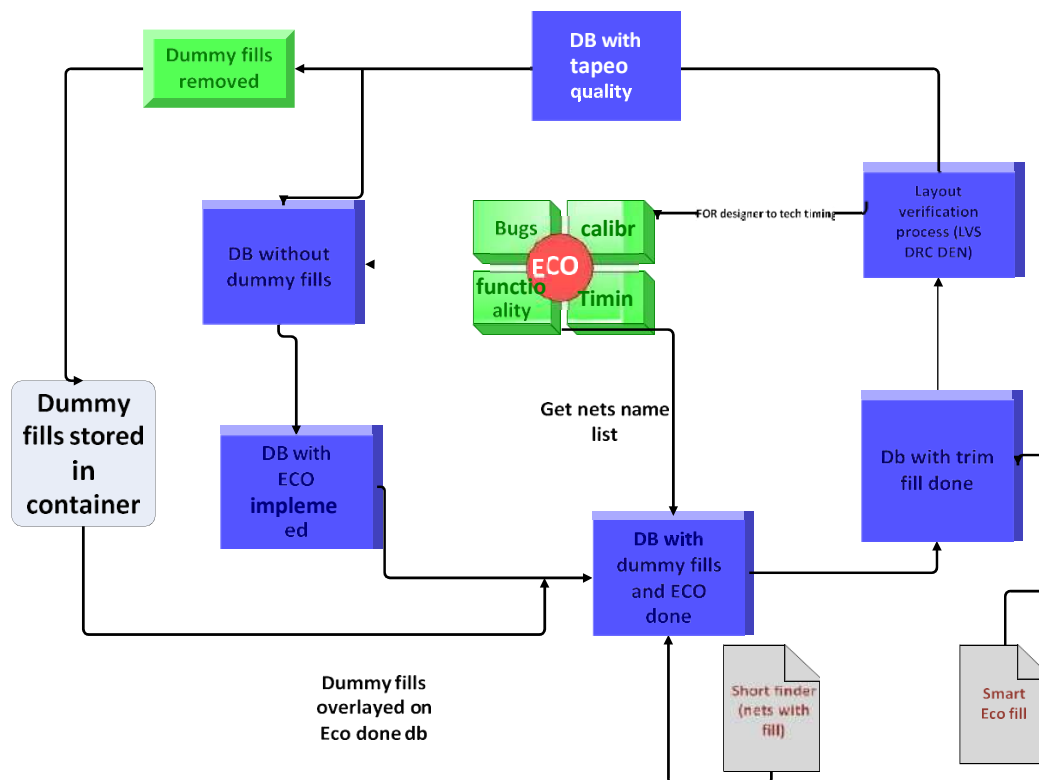 Dummy fills
removed
DB with
tapeo
quality
Layout
verification
process (LVS
DRC DEN)
FOR designer to tech timing
Bugs
calibr
ECO
functio
ality
Timin
DB without
dummy fills
Dummy
fills stored
in
container
Get nets name
list
DB with
ECO
impleme
ed
Db with trim
fill done
DB with
dummy fills
and ECO
done
Dummy fills
overlayed on
Eco done db
Short finder
(nets with
fill)
Smart
Eco fill